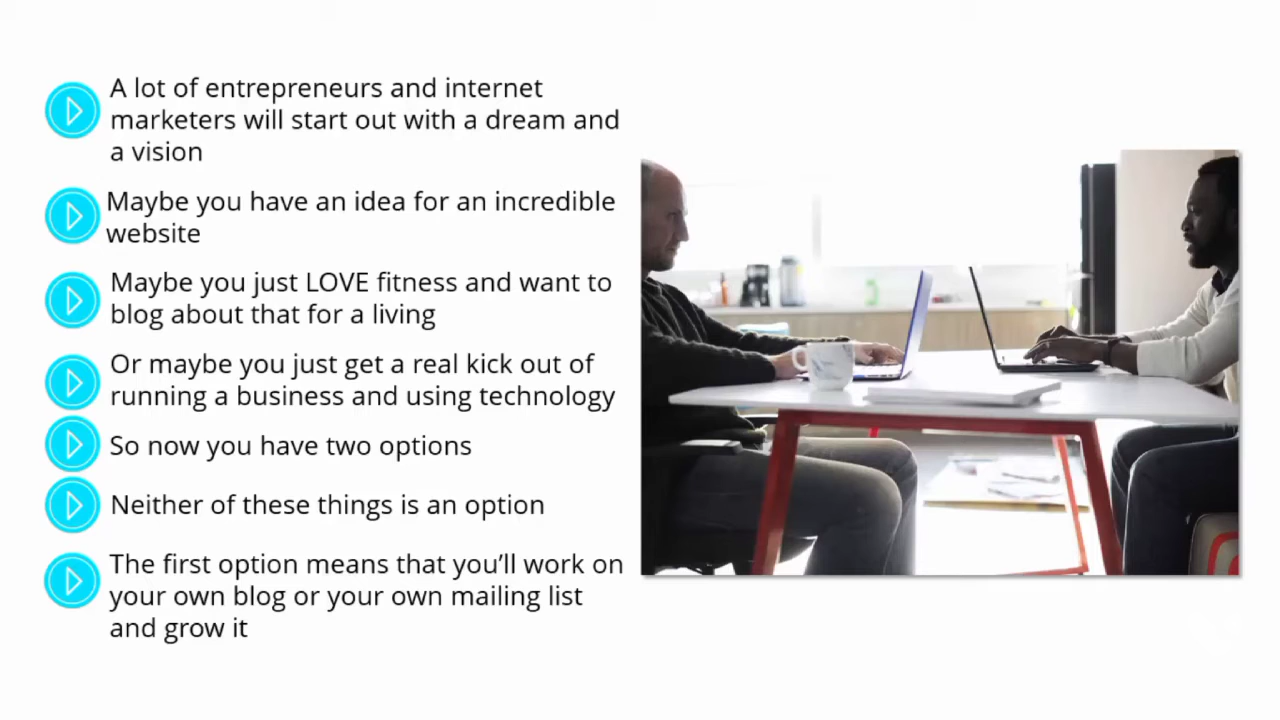 A lot of entrepreneurs and internet
marketers will start out with a dream and
a vision
Maybe you have an idea for an incredible
website
Maybe you just LOVE fitness and want to
blog about that for a living
Or maybe you just get a real kick out of
running a business and using technology
So now you have two options
Neither of these things is an option
The first option means that you’ll work on
your own blog or your own mailing list
and grow it